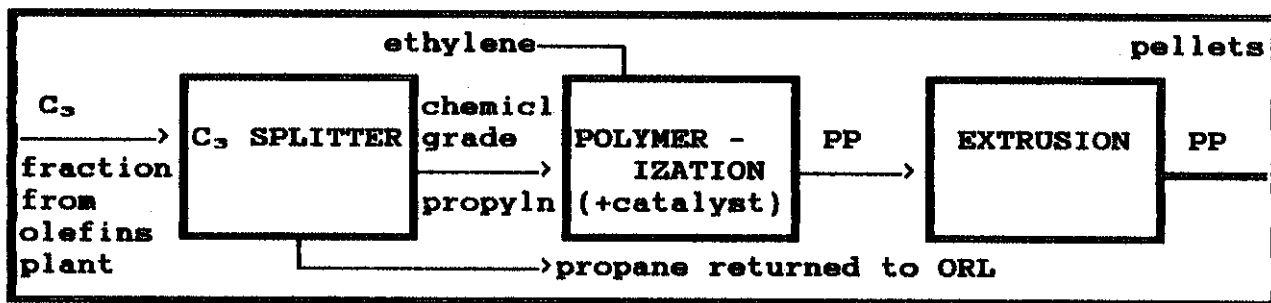 ethylene
pellets
C₃
fraction
from
olefins
plant
C₃ SPLITTER
chemicl
grade
propyln
POLYMER -
IZATION
(+catalyst)
PP
EXTRUSION
PP
propane returned to ORL